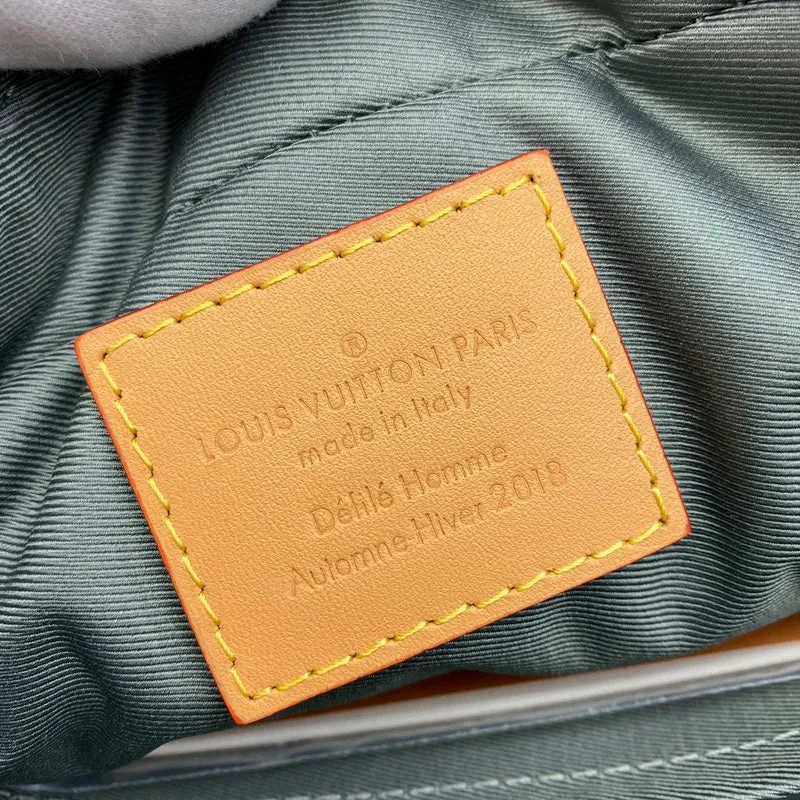 ®
LOUIS VUITTON PARIS
made in Italy
Défilé Homme
Automne-Hiver 2018